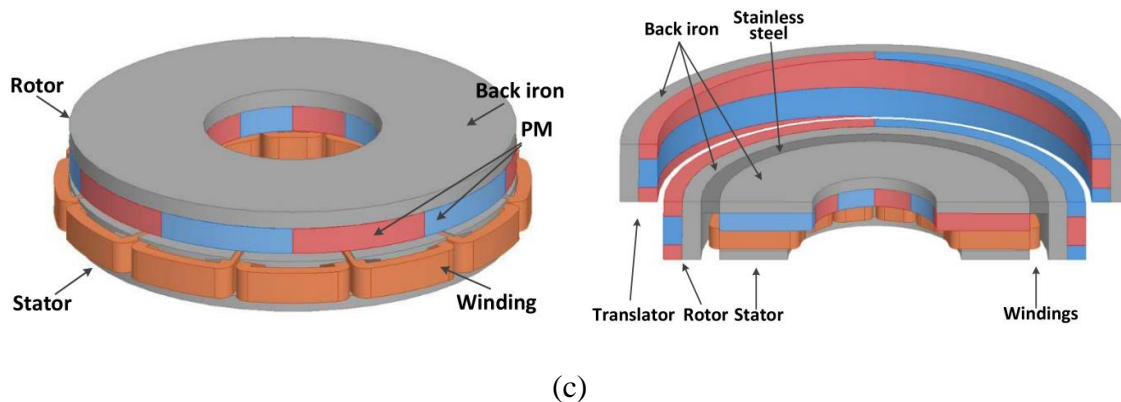 Rotor
Back iron
PM
Stator
Winding
Back iron
Stainless
steel
Translator
Rotor
Stator
Windings
(c)